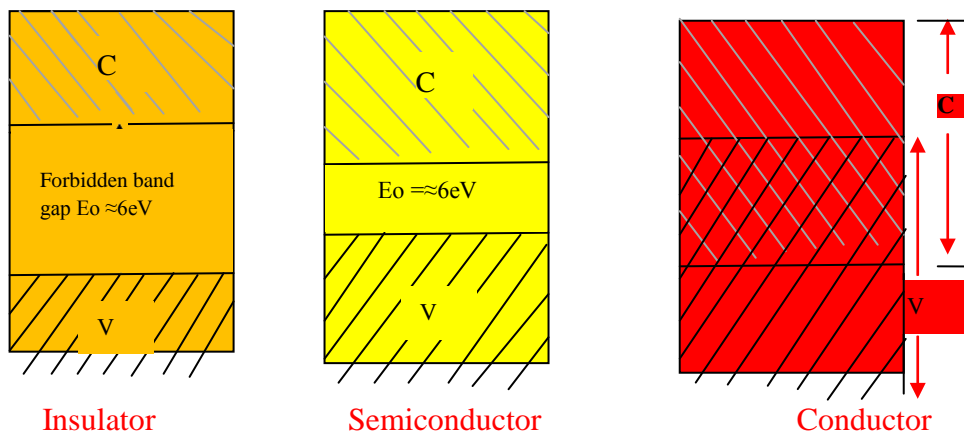 C
Forbidden band
gap Eo ≈6eV
V
Insulator
C
Eo =≈6eV
V
Semiconductor
C
V
Conductor